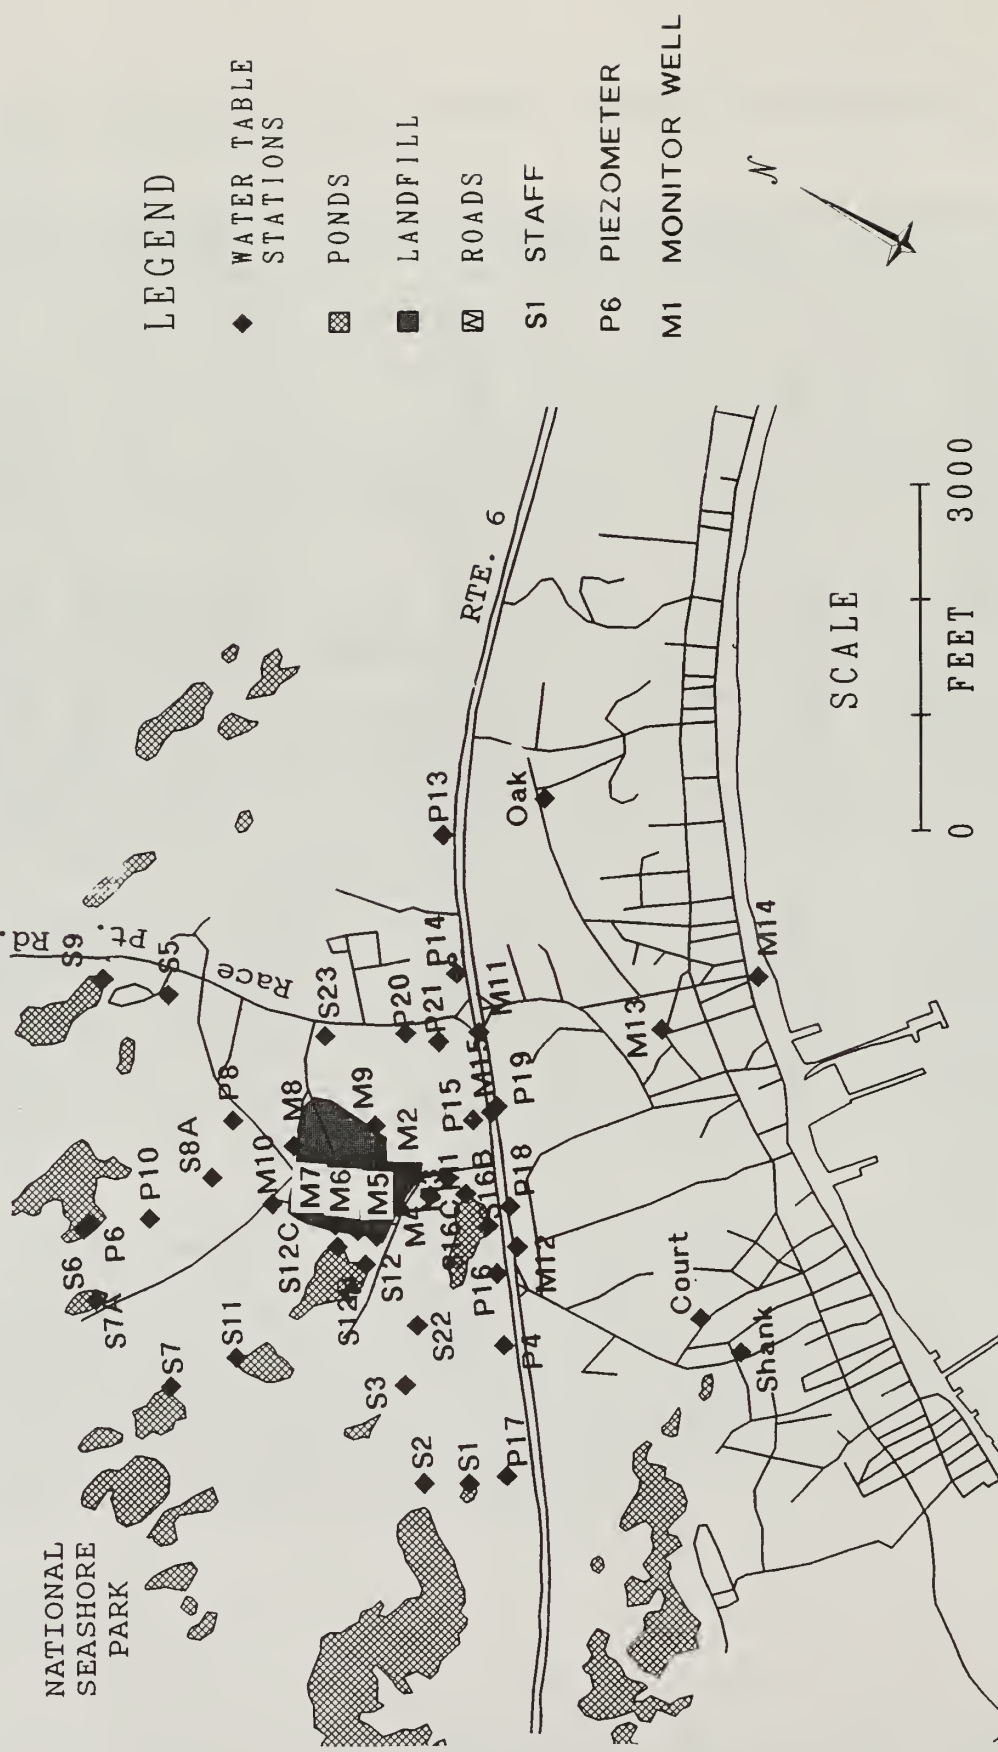 NATIONAL
SEASHORE
PARK
LEGEND
WATER TABLE
STATIONS
PONDS
LANDFILL
ROADS
S1 STAFF
P6 PIEZOMETER
M1 MONITOR WELL
N
SCALE
0 FEET 3000
RTE. 6
Race Pt. Rd.
S9
S5
S6
P6
P10
S8A
P8
S7A
S7
S11
S12C
M10
M8
S23
M7
M6
M5
M9
M2
P20
P21
P14
P13
S12
S22
S3
S2
S1
S16C
S16B
P15
M15
M11
P16
M12
P18
P19
P4
P17
Oak
M13
M14
Court
Shank